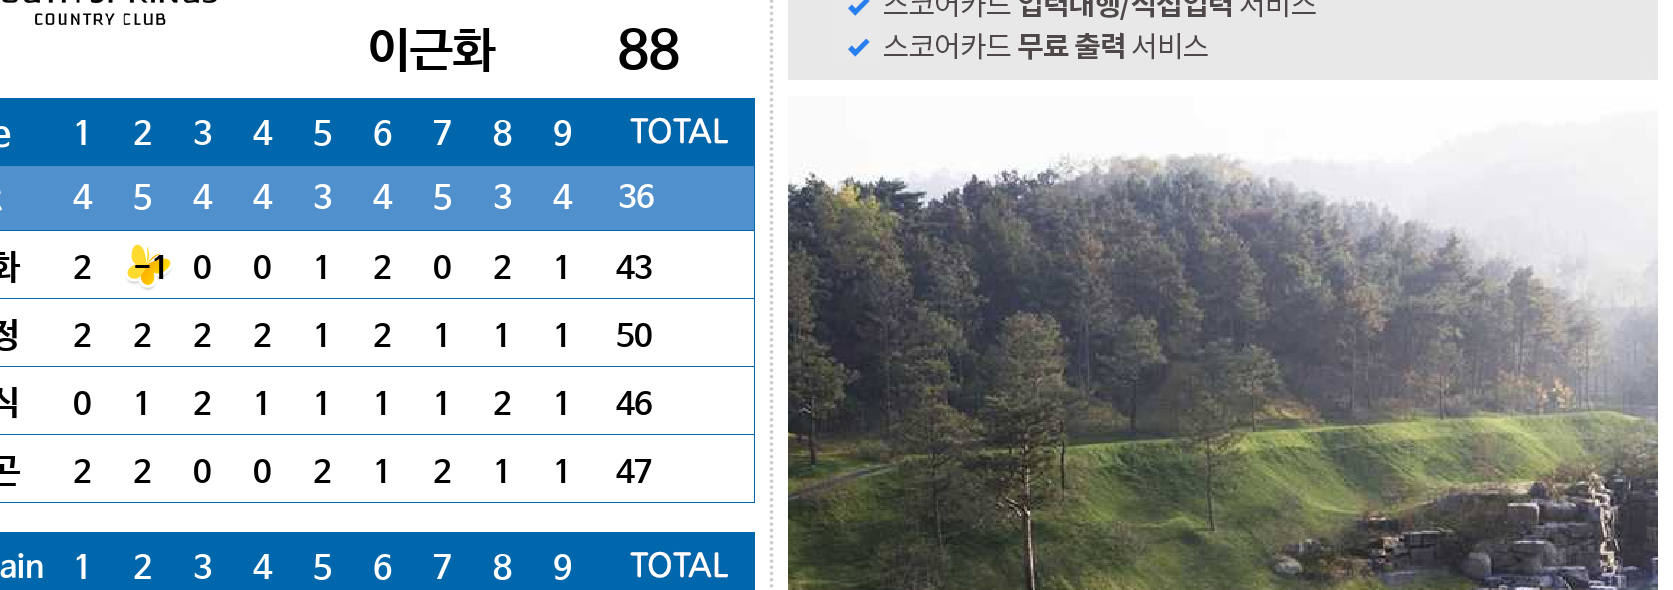 COUNTRY CLUB
이근화 88
1 2 3 4 5 6 7 8 9 TOTAL
4 5 4 4 3 4 5 3 4 36
화 2 -1 0 0 1 2 0 2 1 43
정 2 2 2 2 1 2 1 1 1 50
식 0 1 2 1 1 1 1 2 1 46
곤 2 2 0 0 2 1 2 1 1 47
ain 1 2 3 4 5 6 7 8 9 TOTAL
스코어카드 입력대행/직접입력 서비스
스코어카드 무료 출력 서비스